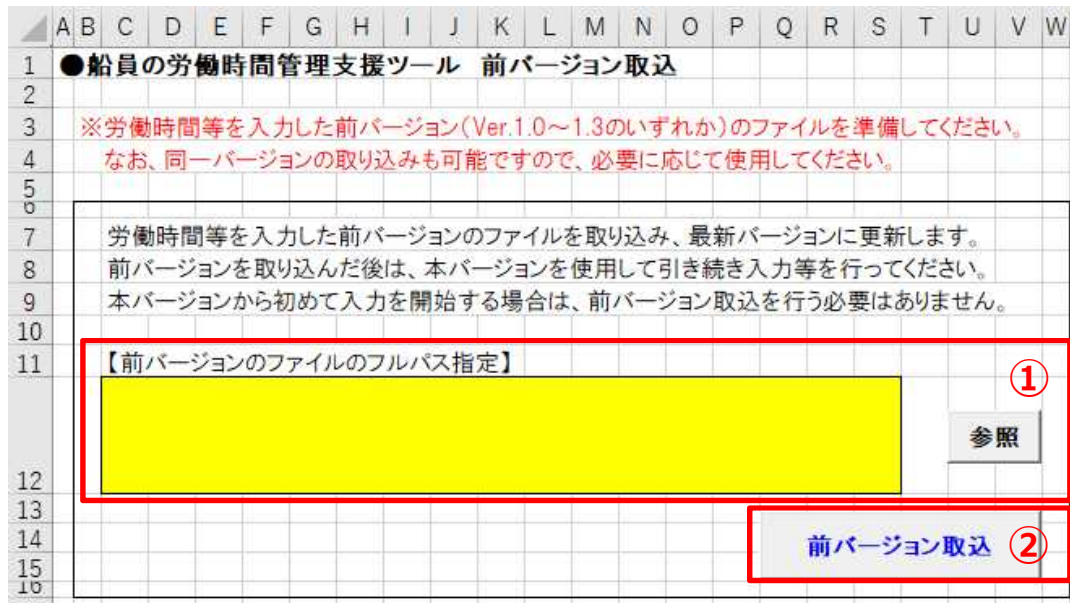 A B C D E F G H I J K L M N O P Q R S T U V W
1 ●船員の労働時間管理支援ツール 前バージョン取込
2
3 ※労働時間等を入力した前バージョン(Ver.1.0～1.3のいずれか)のファイルを準備してください。
4 なお、同一バージョンの取り込みも可能ですので、必要に応じて使用してください。
5
6
7 労働時間等を入力した前バージョンのファイルを取り込み、最新バージョンに更新します。
8 前バージョンを取り込んだ後は、本バージョンを使用して引き続き入力等を行ってください。
9 本バージョンから初めて入力を開始する場合は、前バージョン取込を行う必要はありません。
10
11 【前バージョンのファイルのフルパス指定】
①
参照
12
13
14 前バージョン取込 ②
15
16